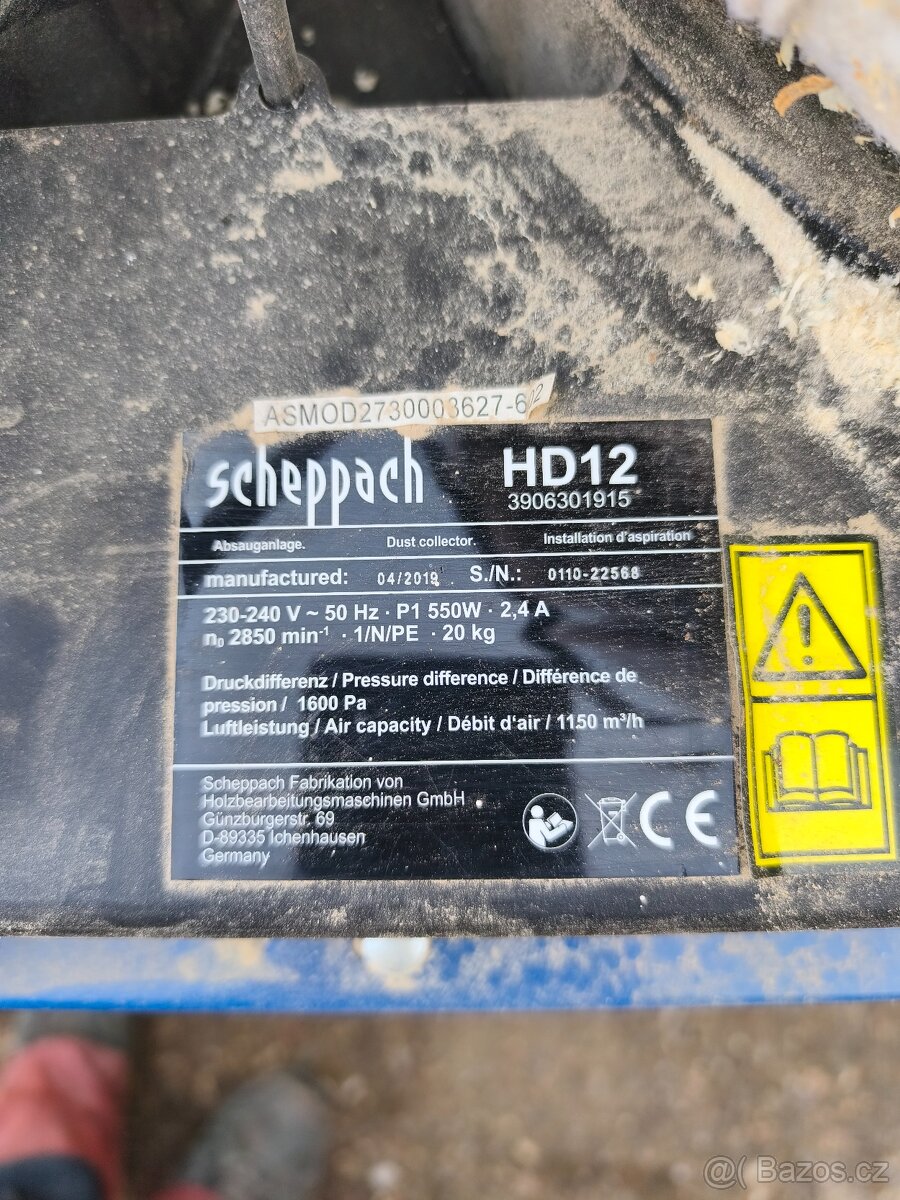 ASMOD2730003627-6
scheppach HD12
3906301915
Absauganlage. Dust collector. Installation d'aspiration
manufactured: 04/2019 S./N.: 0110-22568
230-240 V ~ 50 Hz · P1 550W · 2,4 A
n0 2850 min-1 · 1/N/PE · 20 kg
Druckdifferenz / Pressure difference / Différence de
pression / 1600 Pa
Luftleistung / Air capacity / Débit d'air / 1150 m³/h
Scheppach Fabrikation von
Holzbearbeitungsmaschinen GmbH
Günzburgerstr. 69
D-89335 Ichenhausen
Germany
CE
@( Bazos.cz